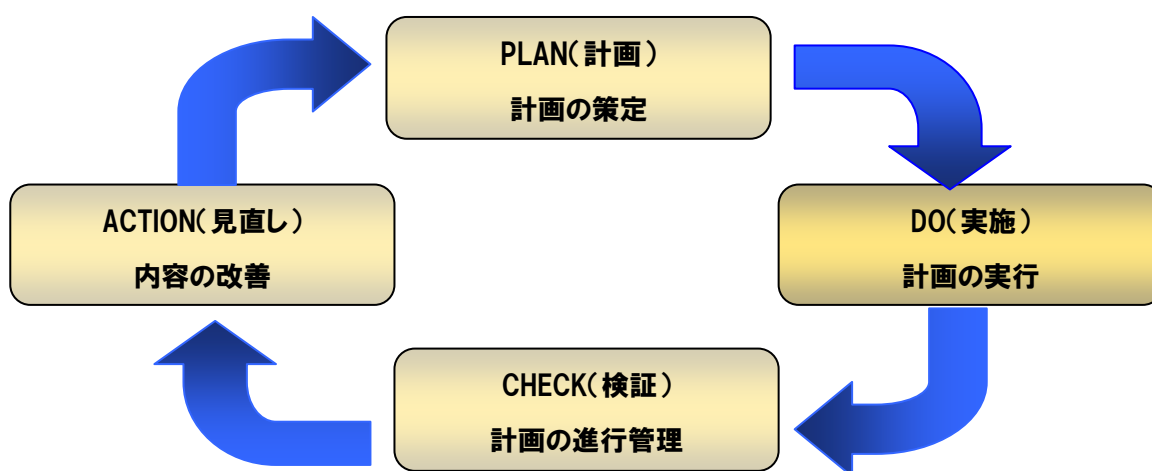 PLAN(計画)
計画の策定
ACTION(見直し)
内容の改善
DO(実施)
計画の実行
CHECK(検証)
計画の進行管理